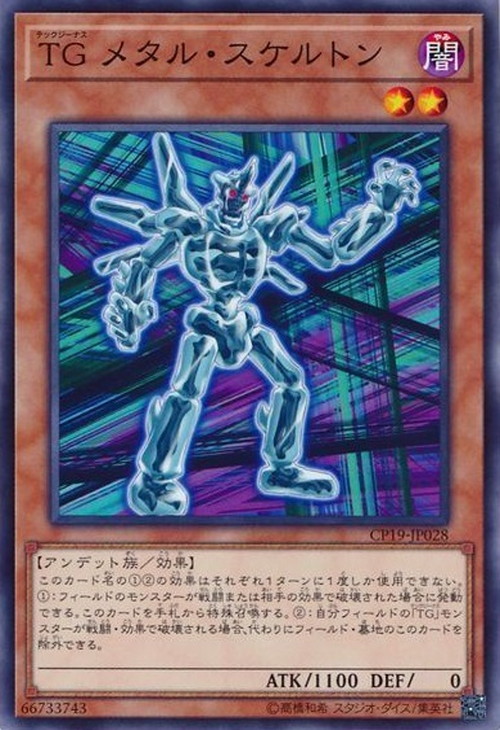 テックジーナス
TG メタル・スケルトン
やみ
闇
CP19-JP028
【アンデット族／効果】
このカード名の①②の効果はそれぞれ1ターンに1度しか使用できない。
①：フィールドのモンスターが戦闘または相手の効果で破壊された場合に発動
できる。このカードを手札から特殊召喚する。②：自分フィールドの「TG」モン
スターが戦闘・効果で破壊される場合、代わりにフィールド・墓地のこのカードを
除外できる。
ATK/1100 DEF/ 0
66733743
©高橋和希 スタジオ・ダイス/集英社